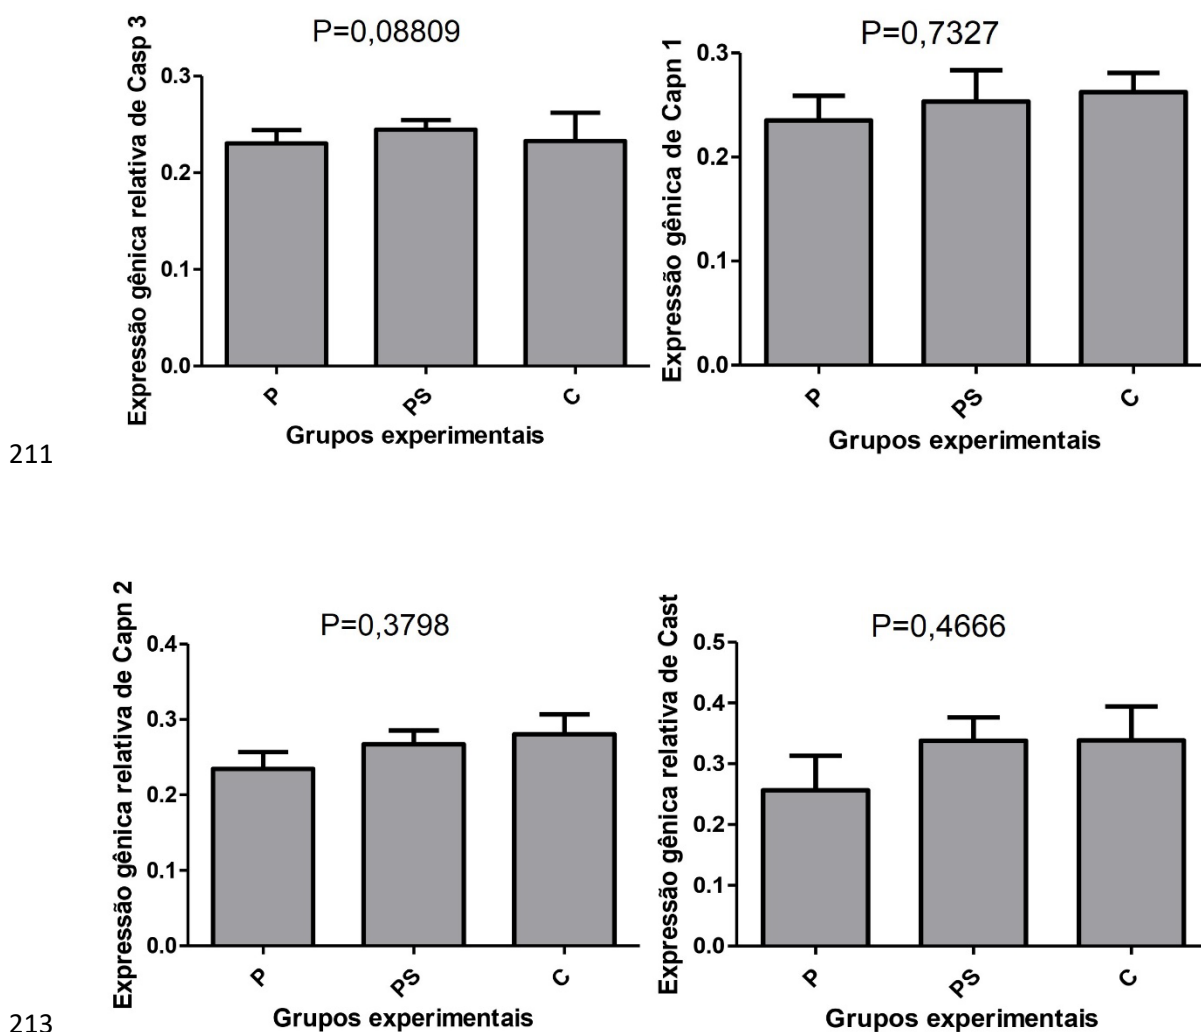 P=0,08809
Expressão gênica relativa de Casp 3
0.3
0.2
0.1
0.0
P
PS
C
Grupos experimentais
P=0,7327
Expressão gênica de Capn 1
0.3
0.2
0.1
0.0
P
PS
C
Grupos experimentais
211
P=0,3798
Expressão gênica relativa de Capn 2
0.4
0.3
0.2
0.1
0.0
P
PS
C
Grupos experimentais
P=0,4666
Expressão gênica relativa de Cast
0.5
0.4
0.3
0.2
0.1
0.0
P
PS
C
Grupos experimentais
213